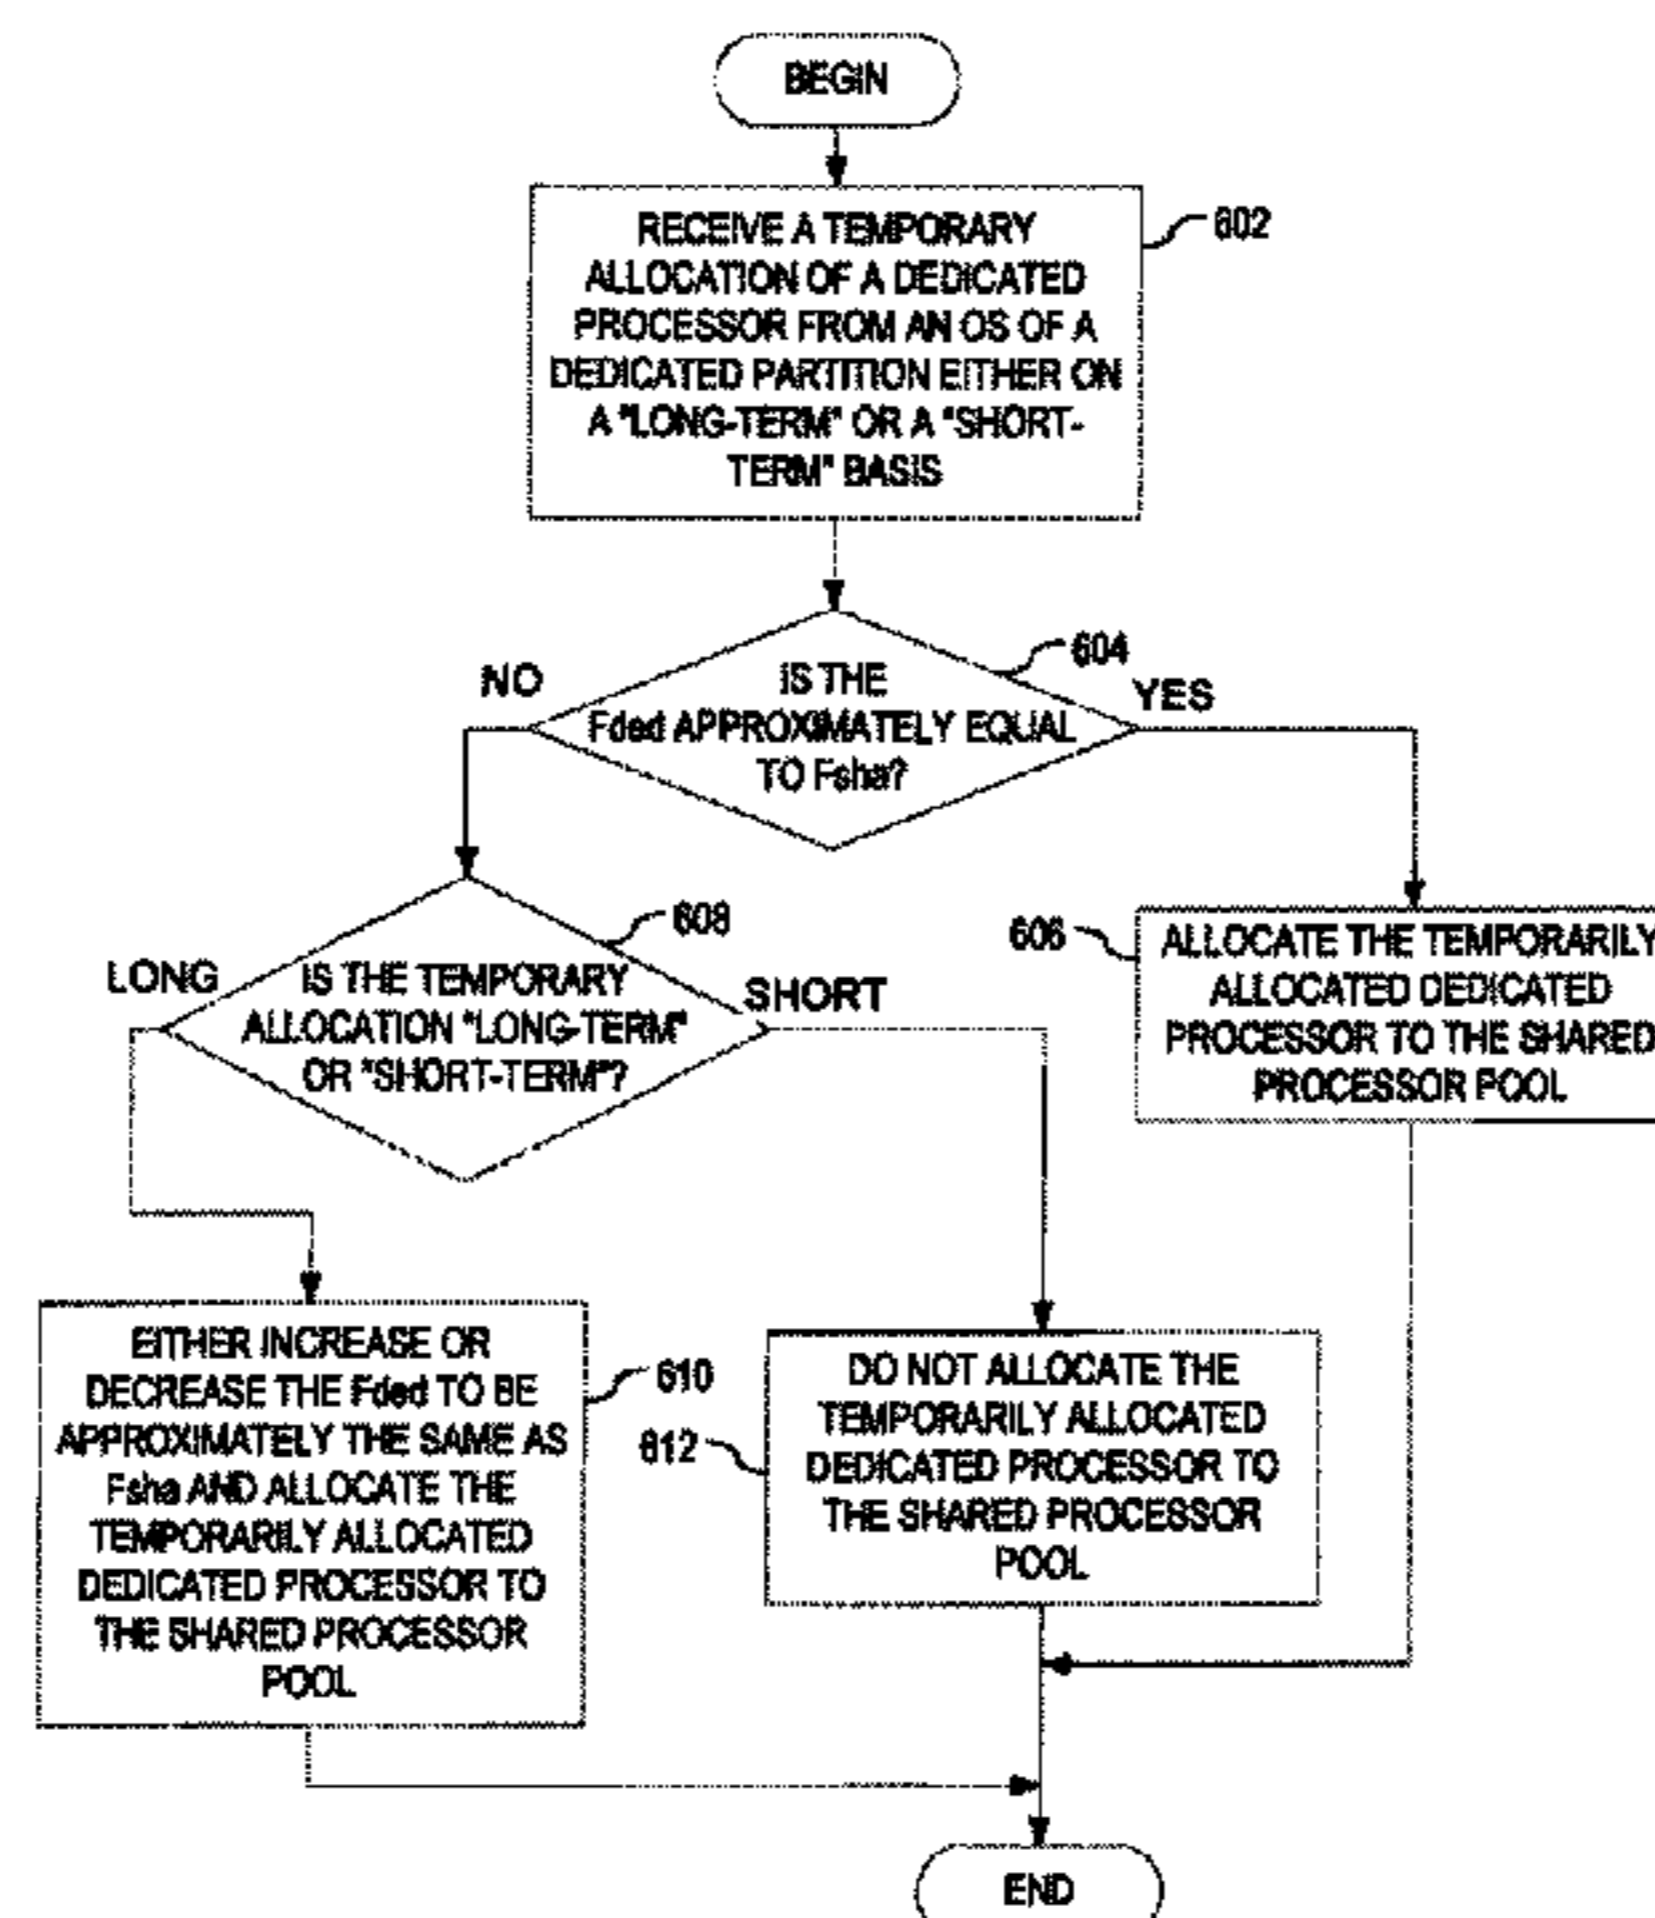 BEGIN
RECEIVE A TEMPORARY
ALLOCATION OF A DEDICATED
PROCESSOR FROM AN OS OF A
DEDICATED PARTITION EITHER ON
A "LONG-TERM" OR A "SHORT-
TERM" BASIS
602
IS THE
Fded APPROXIMATELY EQUAL
TO Fsha?
604
NO
YES
606
ALLOCATE THE TEMPORARILY
ALLOCATED DEDICATED
PROCESSOR TO THE SHARED
PROCESSOR POOL
608
LONG
IS THE TEMPORARY
ALLOCATION "LONG-TERM"
OR "SHORT-TERM"?
SHORT
EITHER INCREASE OR
DECREASE THE Fded TO BE
APPROXIMATELY THE SAME AS
Fsha AND ALLOCATE THE
TEMPORARILY ALLOCATED
DEDICATED PROCESSOR TO
THE SHARED PROCESSOR
POOL
610
612
DO NOT ALLOCATE THE
TEMPORARILY ALLOCATED
DEDICATED PROCESSOR TO
THE SHARED PROCESSOR
POOL
END